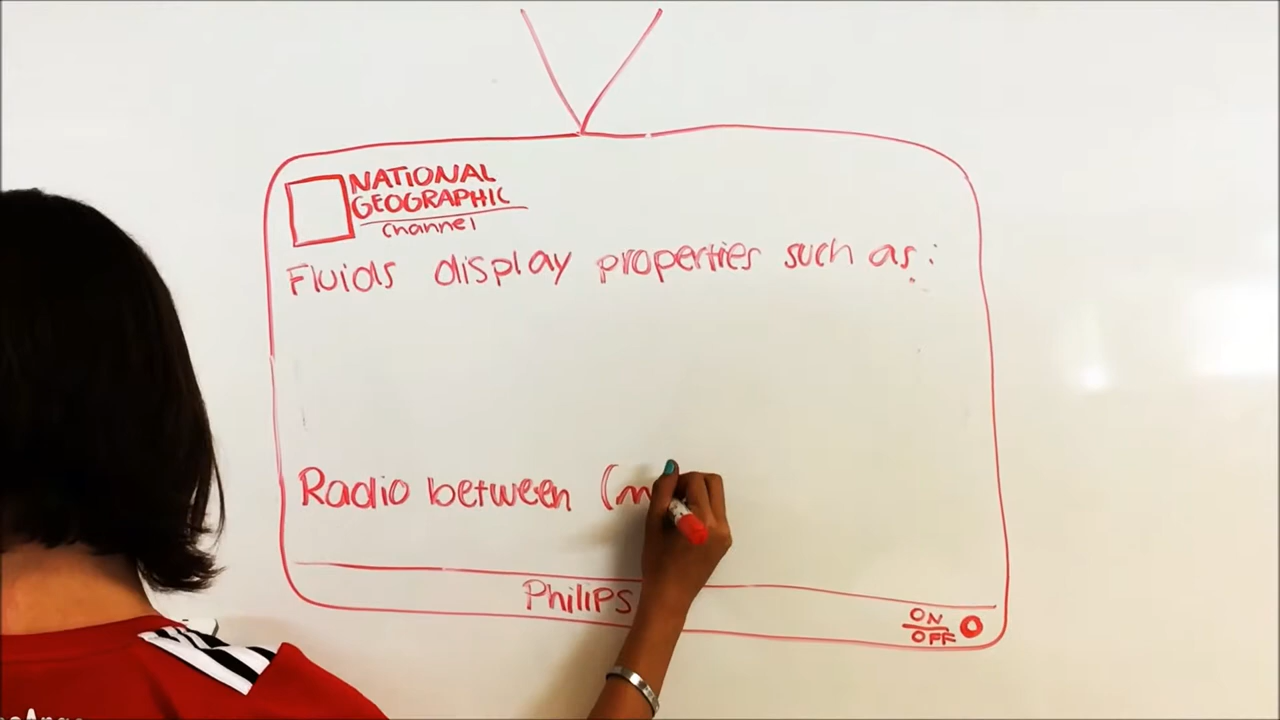 NATIONAL
GEOGRAPHIC
channel
Fluids display properties such as:
Radio between (m
Philips
ON
OFF